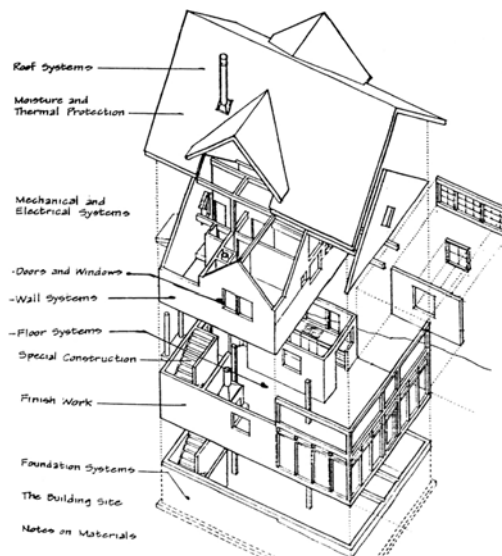 Roof Systems
Moisture and
Thermal Protection
Mechanical and
Electrical Systems
-Doors and Windows
-Wall Systems
-Floor Systems
Special Construction
Finish Work
Foundation Systems
The Building Site
Notes on Materials